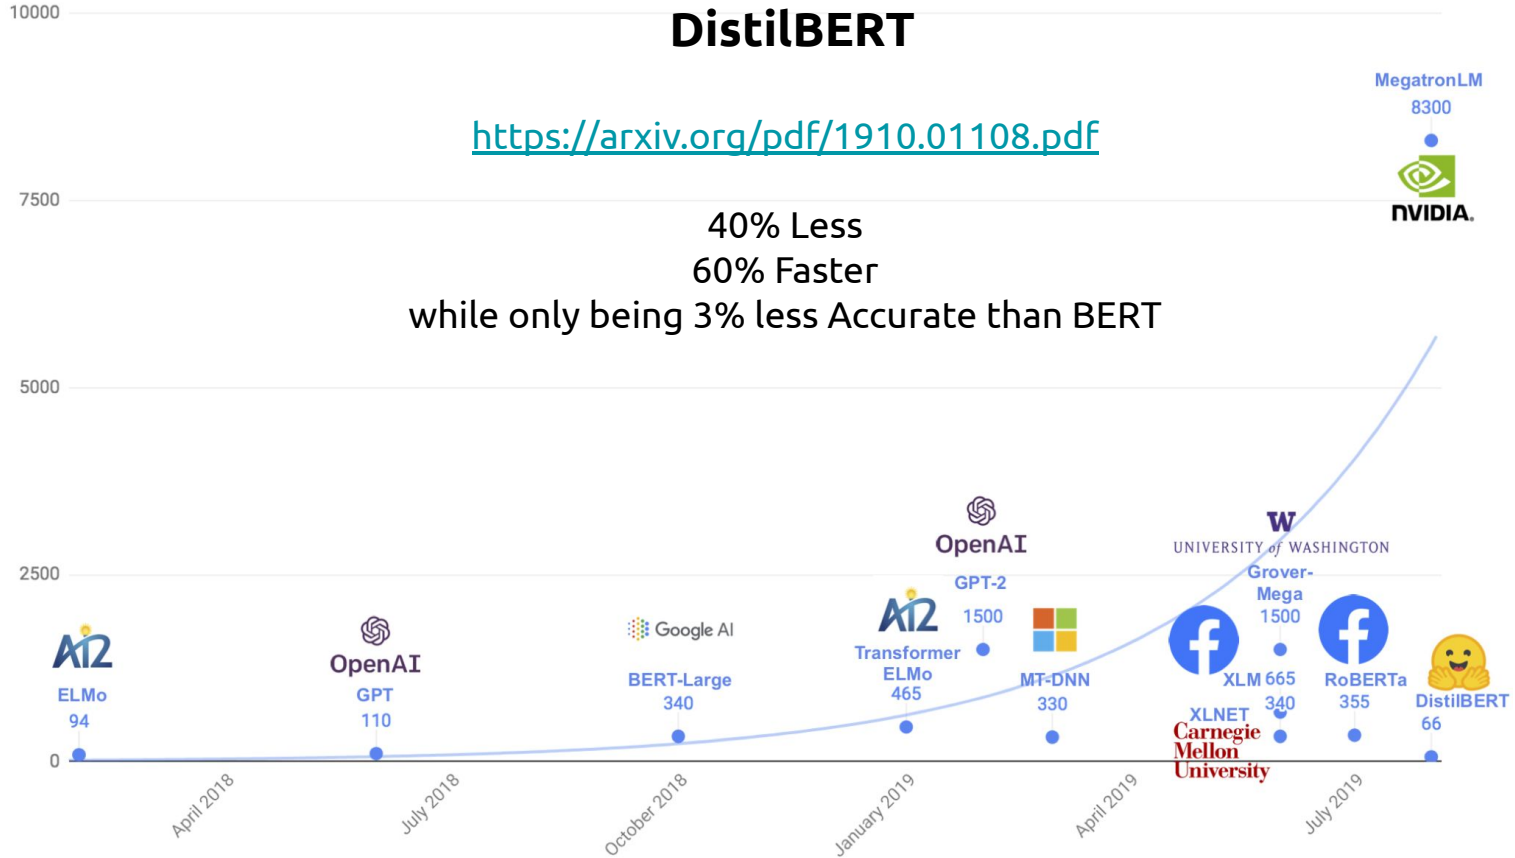 10000
DistilBERT
MegatronLM
8300
https://arxiv.org/pdf/1910.01108.pdf
7500
NVIDIA.
40% Less
60% Faster
while only being 3% less Accurate than BERT
5000
OpenAI
W
UNIVERSITY of WASHINGTON
2500
GPT-2
1500
Grover-
Mega
1500
AI2
ELMo
94
OpenAI
GPT
110
Google AI
BERT-Large
340
AI2
Transformer
ELMo
465
MT-DNN
330
XLM 665
XLNET 340
Carnegie
Mellon
University
RoBERTa
355
DistilBERT
66
0
April 2018
July 2018
October 2018
January 2019
April 2019
July 2019